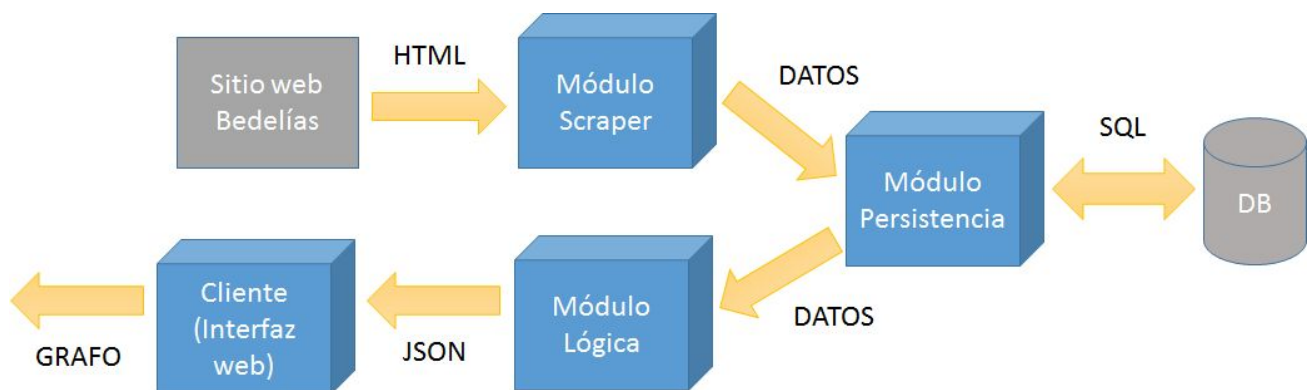 Sitio web
Bedelías
HTML
Módulo
Scraper
DATOS
Módulo
Persistencia
SQL
DB
DATOS
Módulo
Lógica
JSON
Cliente
(Interfaz
web)
GRAFO